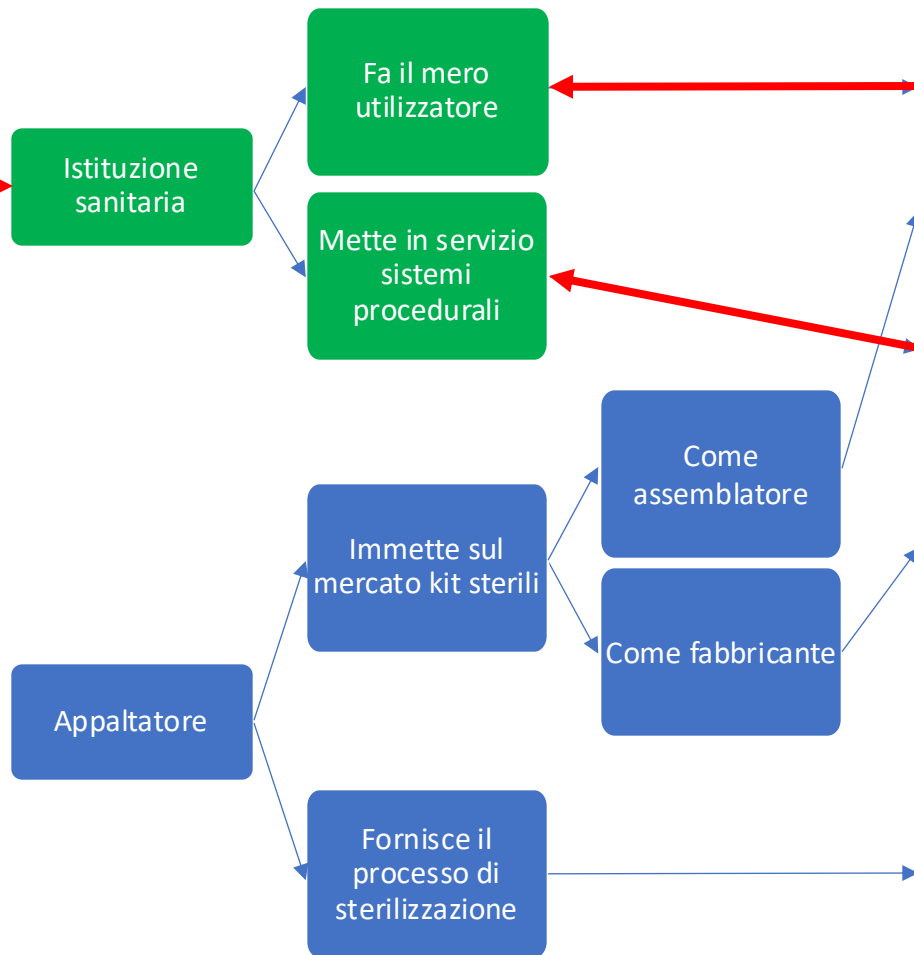 Fa il mero
utilizzatore
Istituzione
sanitaria
Mette in servizio
sistemi
procedurali
Come
assemblatore
Immette sul
mercato kit sterili
Come fabbricante
Appaltatore
Fornisce il
processo di
sterilizzazione